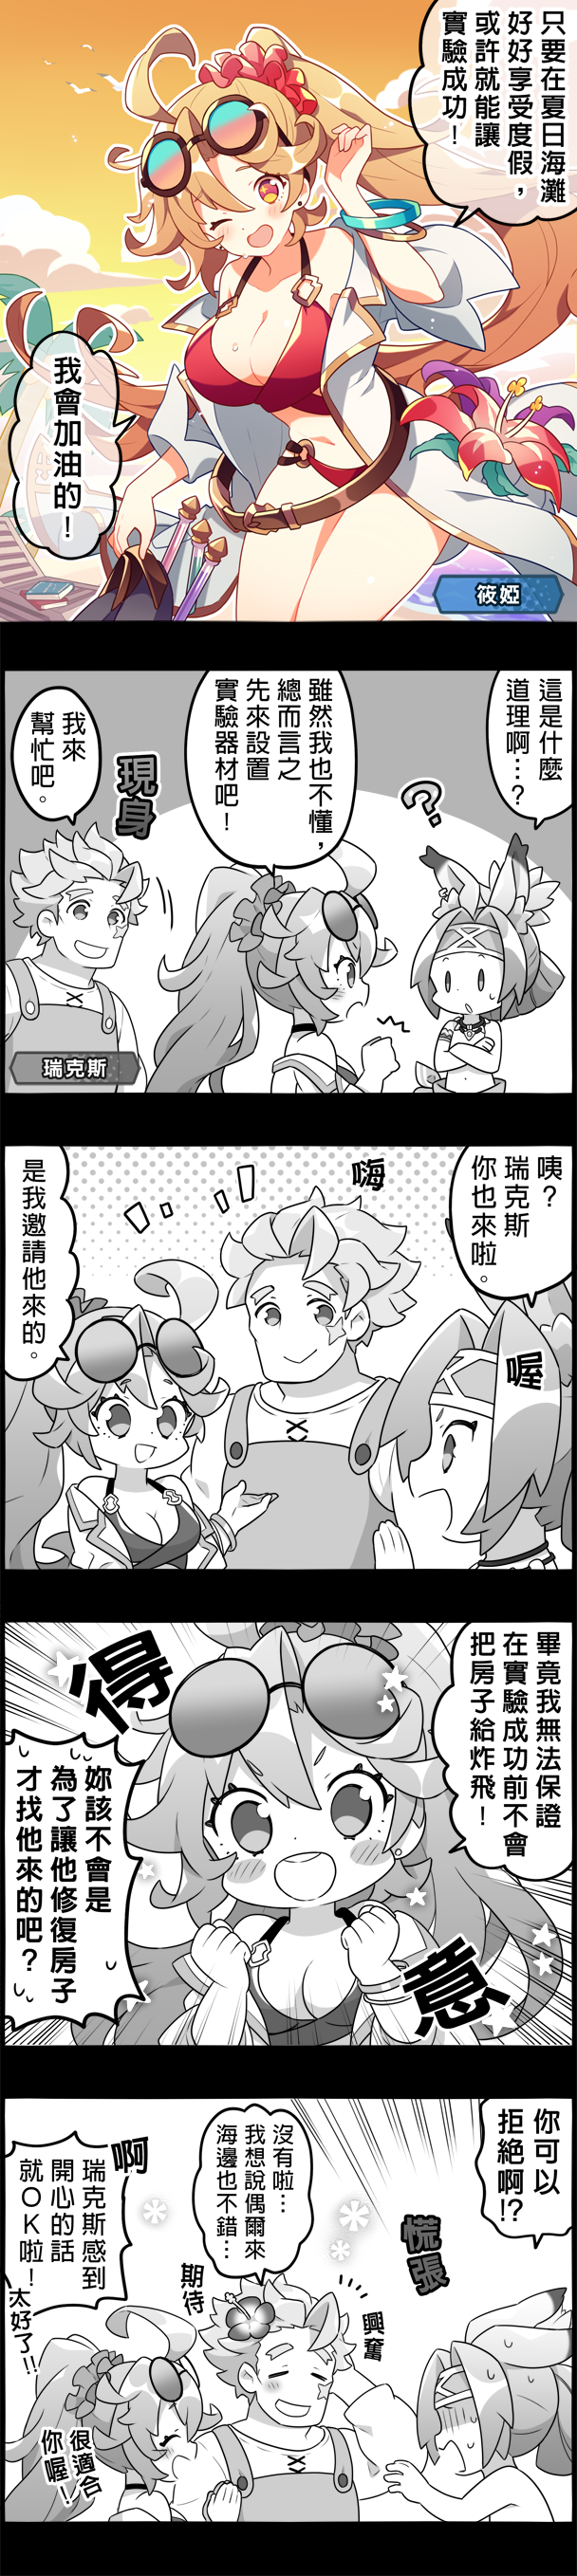 只要在夏日海灘
好好享受度假，
或許就能讓
實驗成功！
我會加油的！
筱婭
這是什麼
道理啊…？
雖然我也不懂，
總而言之
先來設置
實驗器材吧！
現身
我來
幫忙吧。
瑞克斯
咦？
瑞克斯
你也來啦。
喔
嗨
是我邀請他來的。
畢竟我無法保證
在實驗成功前不會
把房子給炸飛！
得
意
妳該不會是
為了讓他修復房子
才找他來的吧？
你可以
拒絕啊!?
慌張
沒有啦…
我想說偶爾來
海邊也不錯…
興奮
期待
啊
瑞克斯感到
開心的話
就ＯＫ啦！
太好了!!
很適合
你喔！